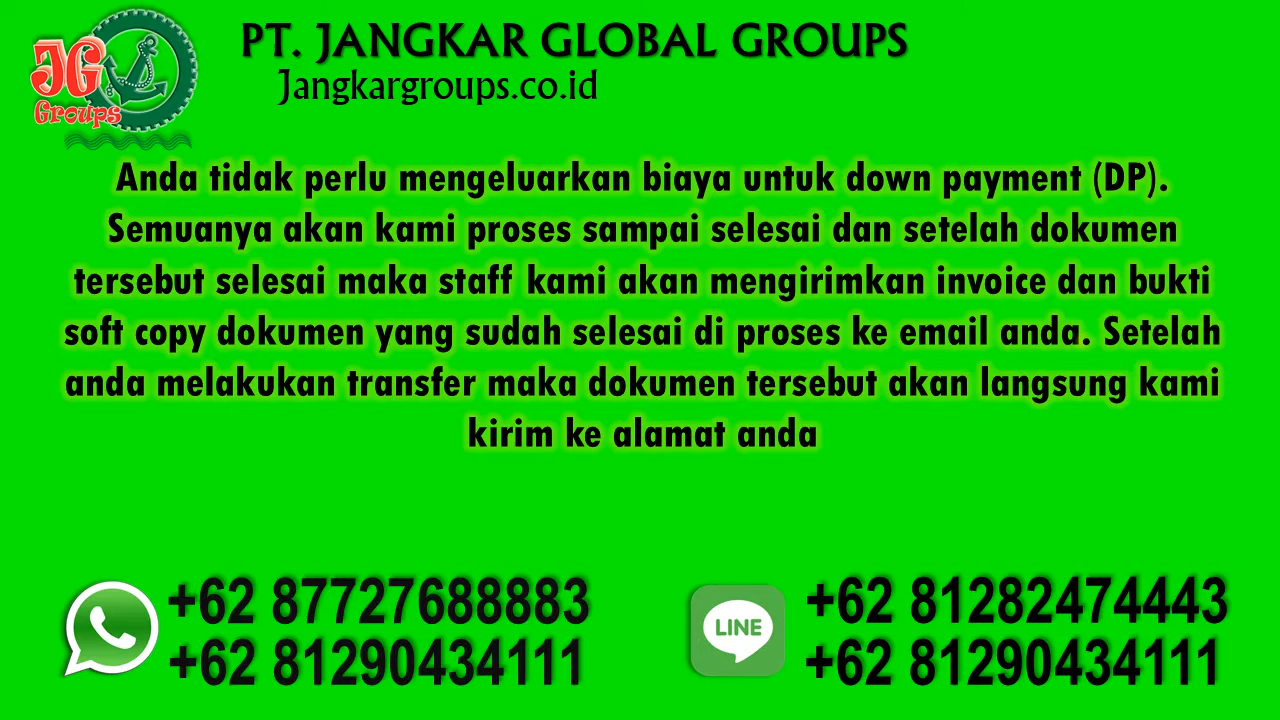 JG
Groups
PT. JANGKAR GLOBAL GROUPS
Jangkargroups.co.id
Anda tidak perlu mengeluarkan biaya untuk down payment (DP).
Semuanya akan kami proses sampai selesai dan setelah dokumen
tersebut selesai maka staff kami akan mengirimkan invoice dan bukti
soft copy dokumen yang sudah selesai di proses ke email anda. Setelah
anda melakukan transfer maka dokumen tersebut akan langsung kami
kirim ke alamat anda
+62 87727688883
+62 81290434111
LINE
+62 81282474443
+62 81290434111